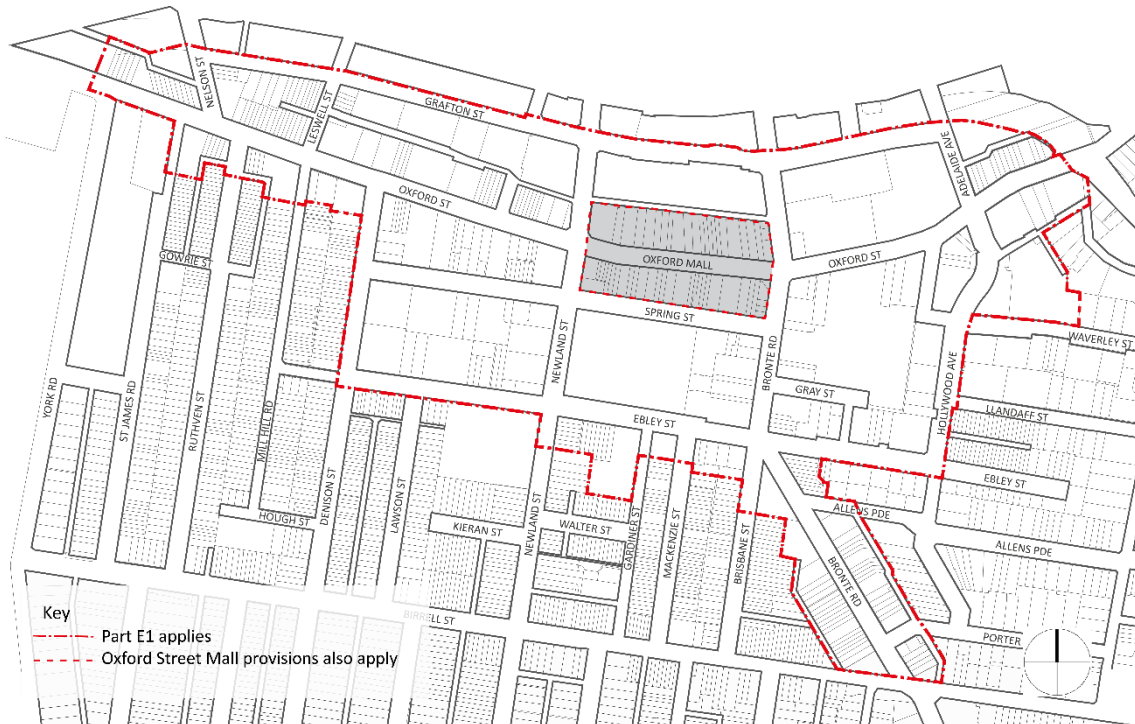 NELSON ST
LESWELL ST
GRAFTON ST
ADELAIDE AVE
OXFORD ST
OXFORD MALL
OXFORD ST
GOWRIE ST
SPRING ST
WAVERLEY ST
NEWLAND ST
BRONTE RD
HOLLYWOOD AVE
GRAY ST
LLANDAFF ST
YORK RD
ST JAMES RD
RUTHVEN ST
MILL HILL RD
EBLEY ST
EBLEY ST
DENISON ST
LAWSON ST
ALLENS PDE
HOUGH ST
KIERAN ST
NEWLAND ST
WALTER ST
GARDINER ST
MACKENZIE ST
BRISBANE ST
ALLENS PDE
BRONTE RD
BIRRELL ST
PORTER
Key
Part E1 applies
Oxford Street Mall provisions also apply